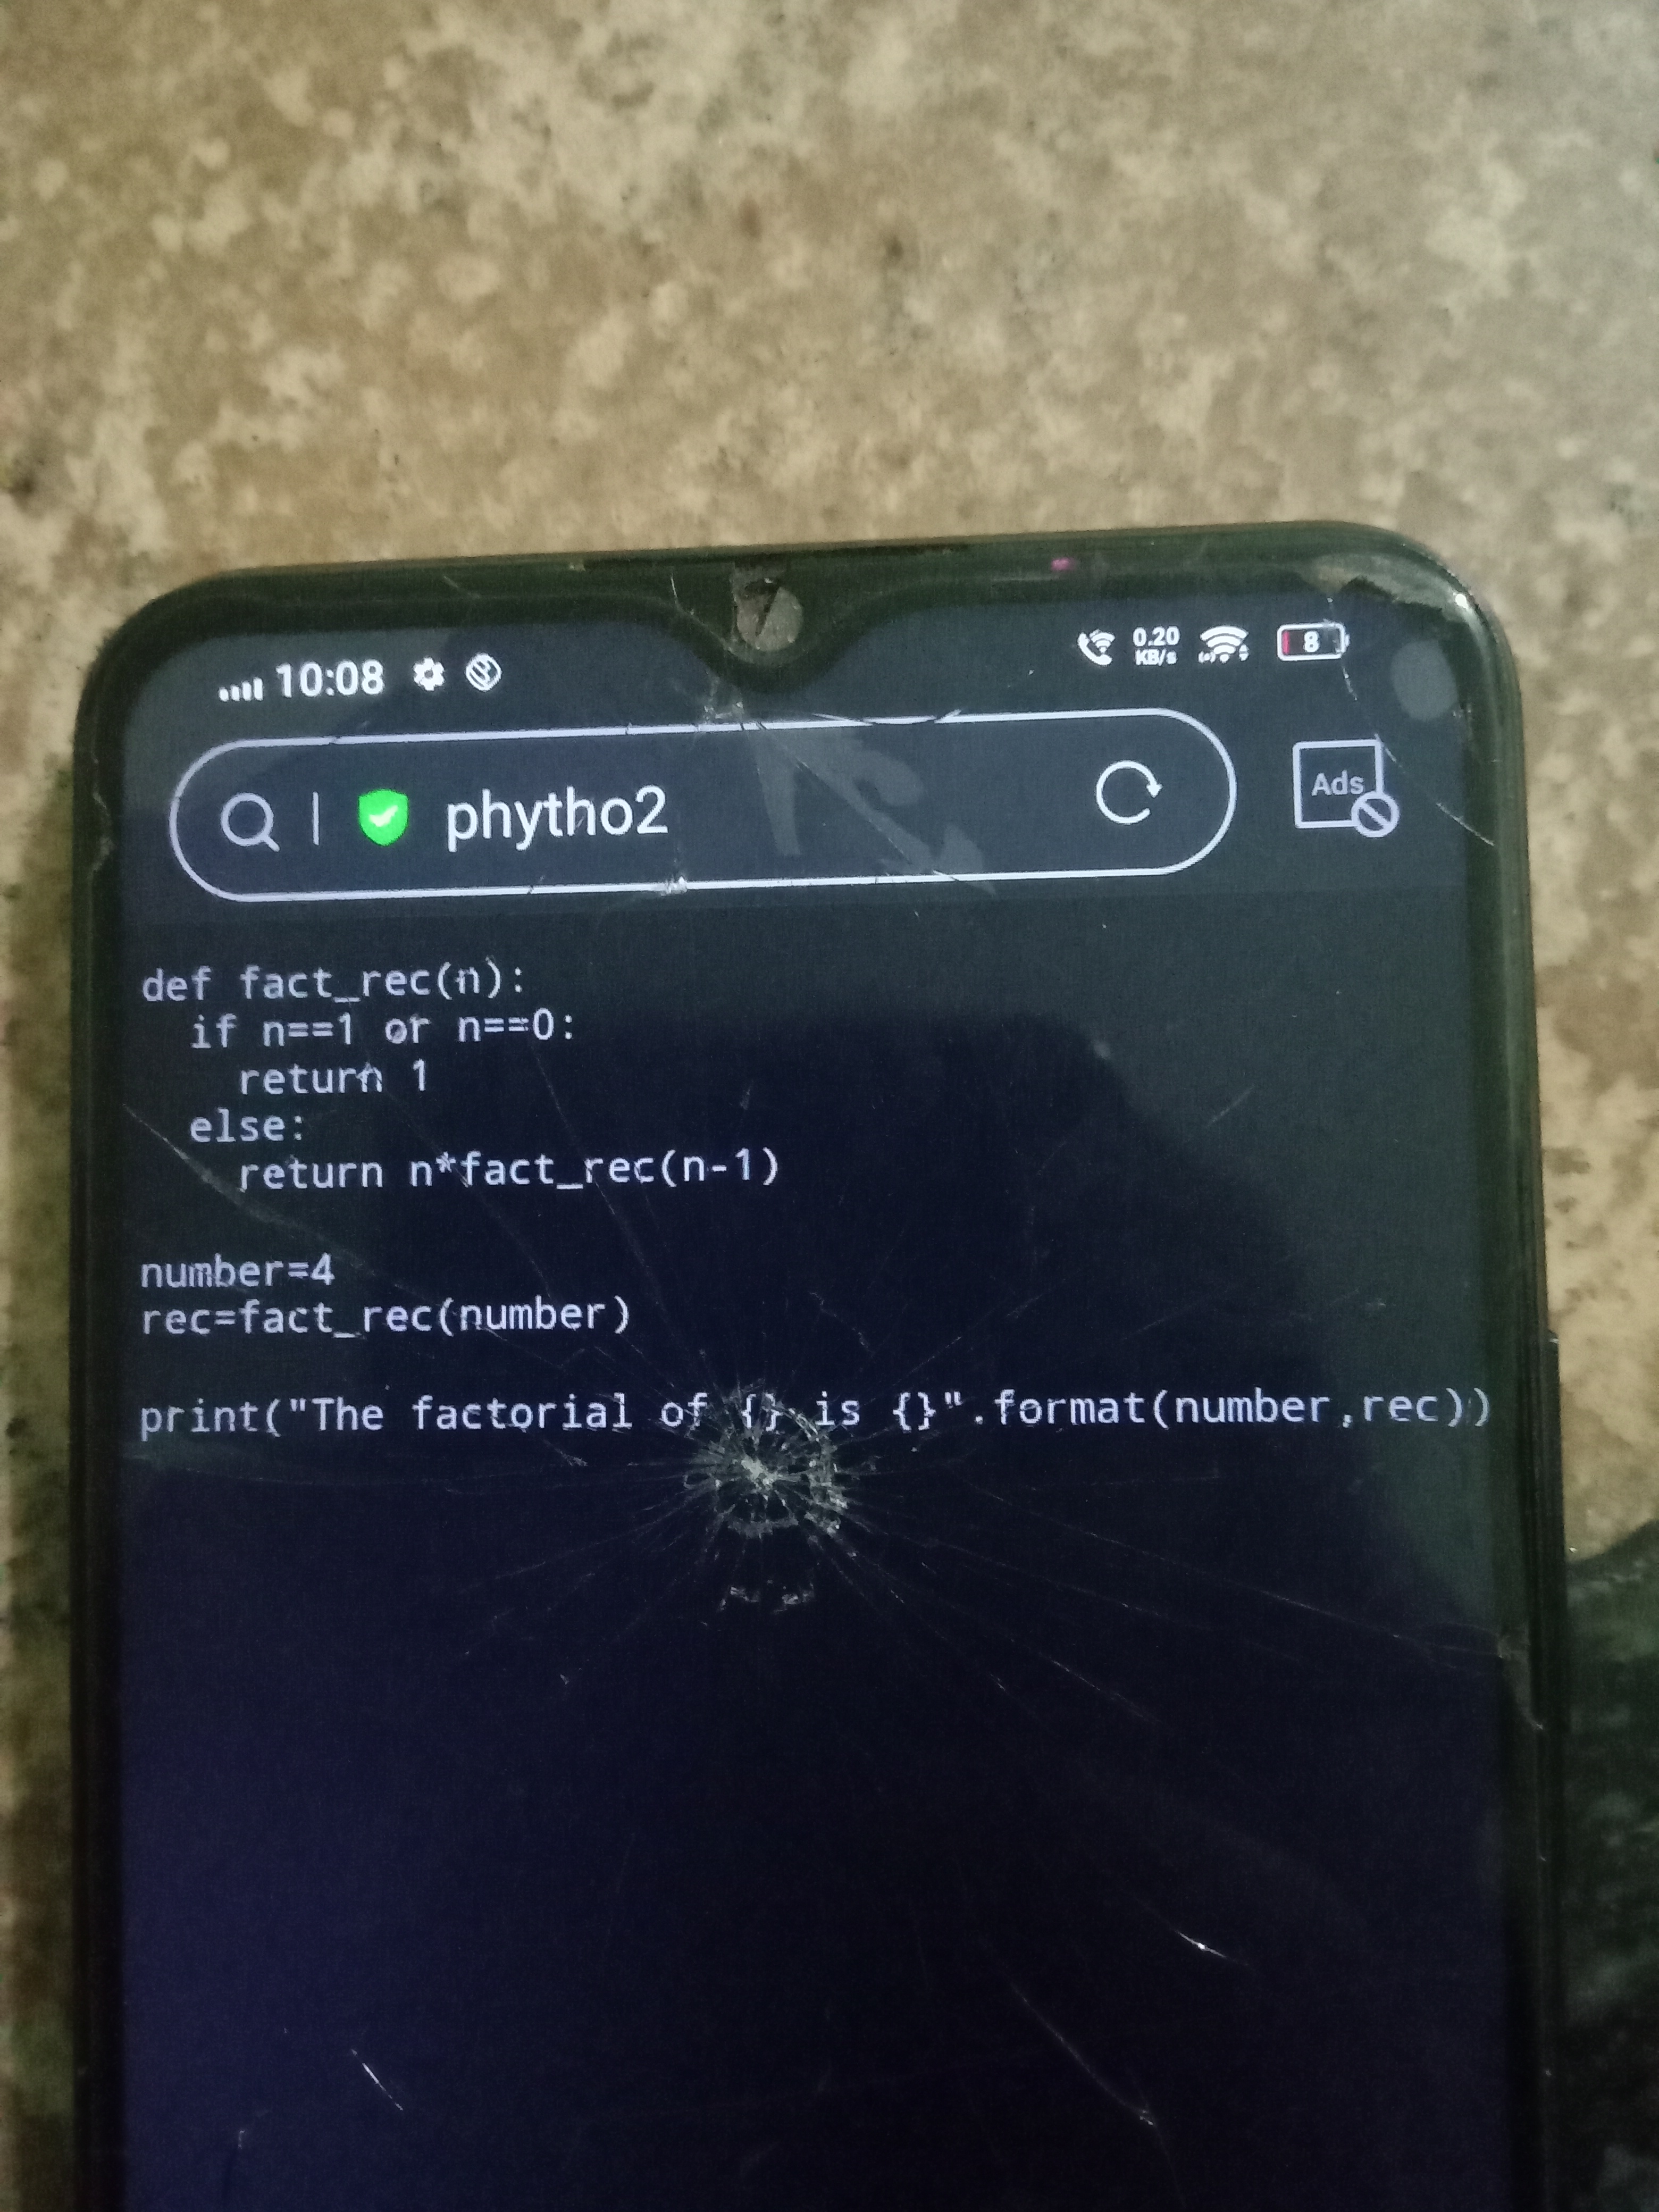 10:08 0.20 KB/s 8
phytho2 Ads
def fact_rec(n):
  if n==1 or n==0:
    return 1
  else:
    return n*fact_rec(n-1)

number=4
rec=fact_rec(number)

print("The factorial of {} is {}".format(number,rec))